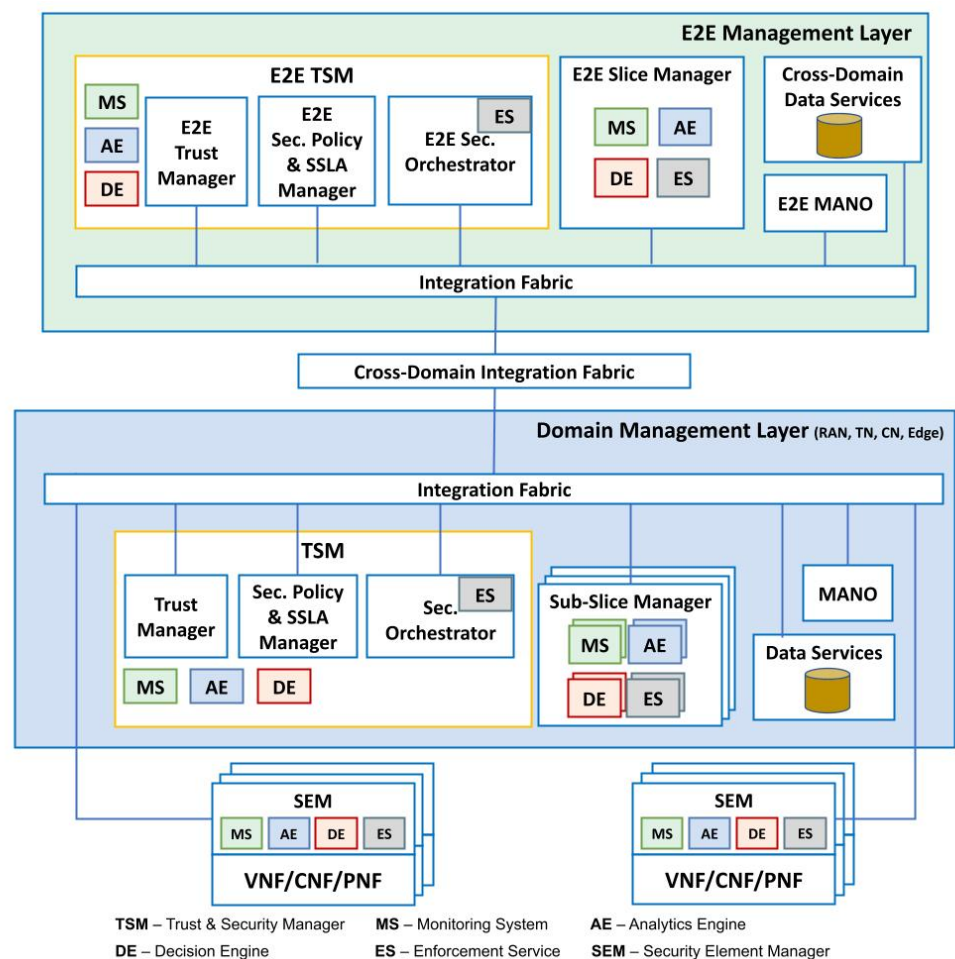 E2E Management Layer
E2E TSM
MS
AE
DE
E2E
Trust
Manager
E2E
Sec. Policy
& SSLA
Manager
ES
E2E Sec.
Orchestrator
E2E Slice Manager
MS AE
DE ES
Cross-Domain
Data Services
E2E MANO
Integration Fabric
Cross-Domain Integration Fabric
Domain Management Layer (RAN, TN, CN, Edge)
Integration Fabric
TSM
Trust
Manager
Sec. Policy
& SSLA
Manager
ES
Sec.
Orchestrator
MS AE DE
Sub-Slice Manager
MS AE
DE ES
MANO
Data Services
SEM
MS AE DE ES
VNF/CNF/PNF
SEM
MS AE DE ES
VNF/CNF/PNF
TSM – Trust & Security Manager MS – Monitoring System AE – Analytics Engine
DE – Decision Engine ES – Enforcement Service SEM – Security Element Manager